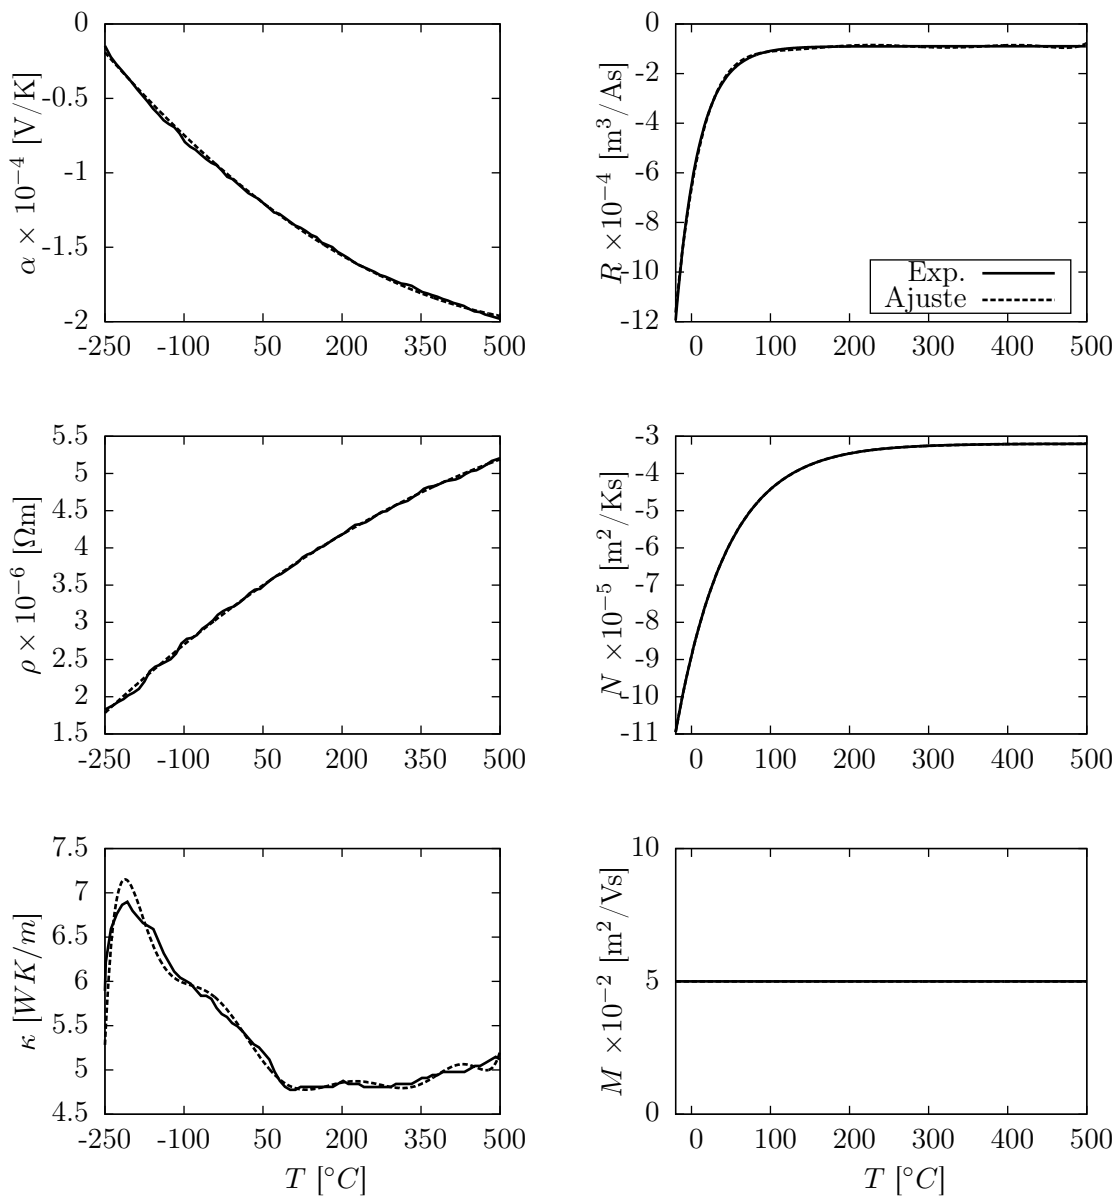 0
-0.5
-1
-1.5
-2
-250 -100 50 200 350 500
α × 10⁻⁴ [V/K]
0
-2
-4
-6
-8
-10
-12
0 100 200 300 400 500
R ×10⁻⁴ [m³/As]
Exp.
Ajuste
5.5
5
4.5
4
3.5
3
2.5
2
1.5
-250 -100 50 200 350 500
ρ × 10⁻⁶ [Ωm]
-3
-4
-5
-6
-7
-8
-9
-10
-11
0 100 200 300 400 500
N ×10⁻⁵ [m²/Ks]
7.5
7
6.5
6
5.5
5
4.5
-250 -100 50 200 350 500
κ [WK/m]
T [°C]
10
5
0
0 100 200 300 400 500
M ×10⁻² [m²/Vs]
T [°C]